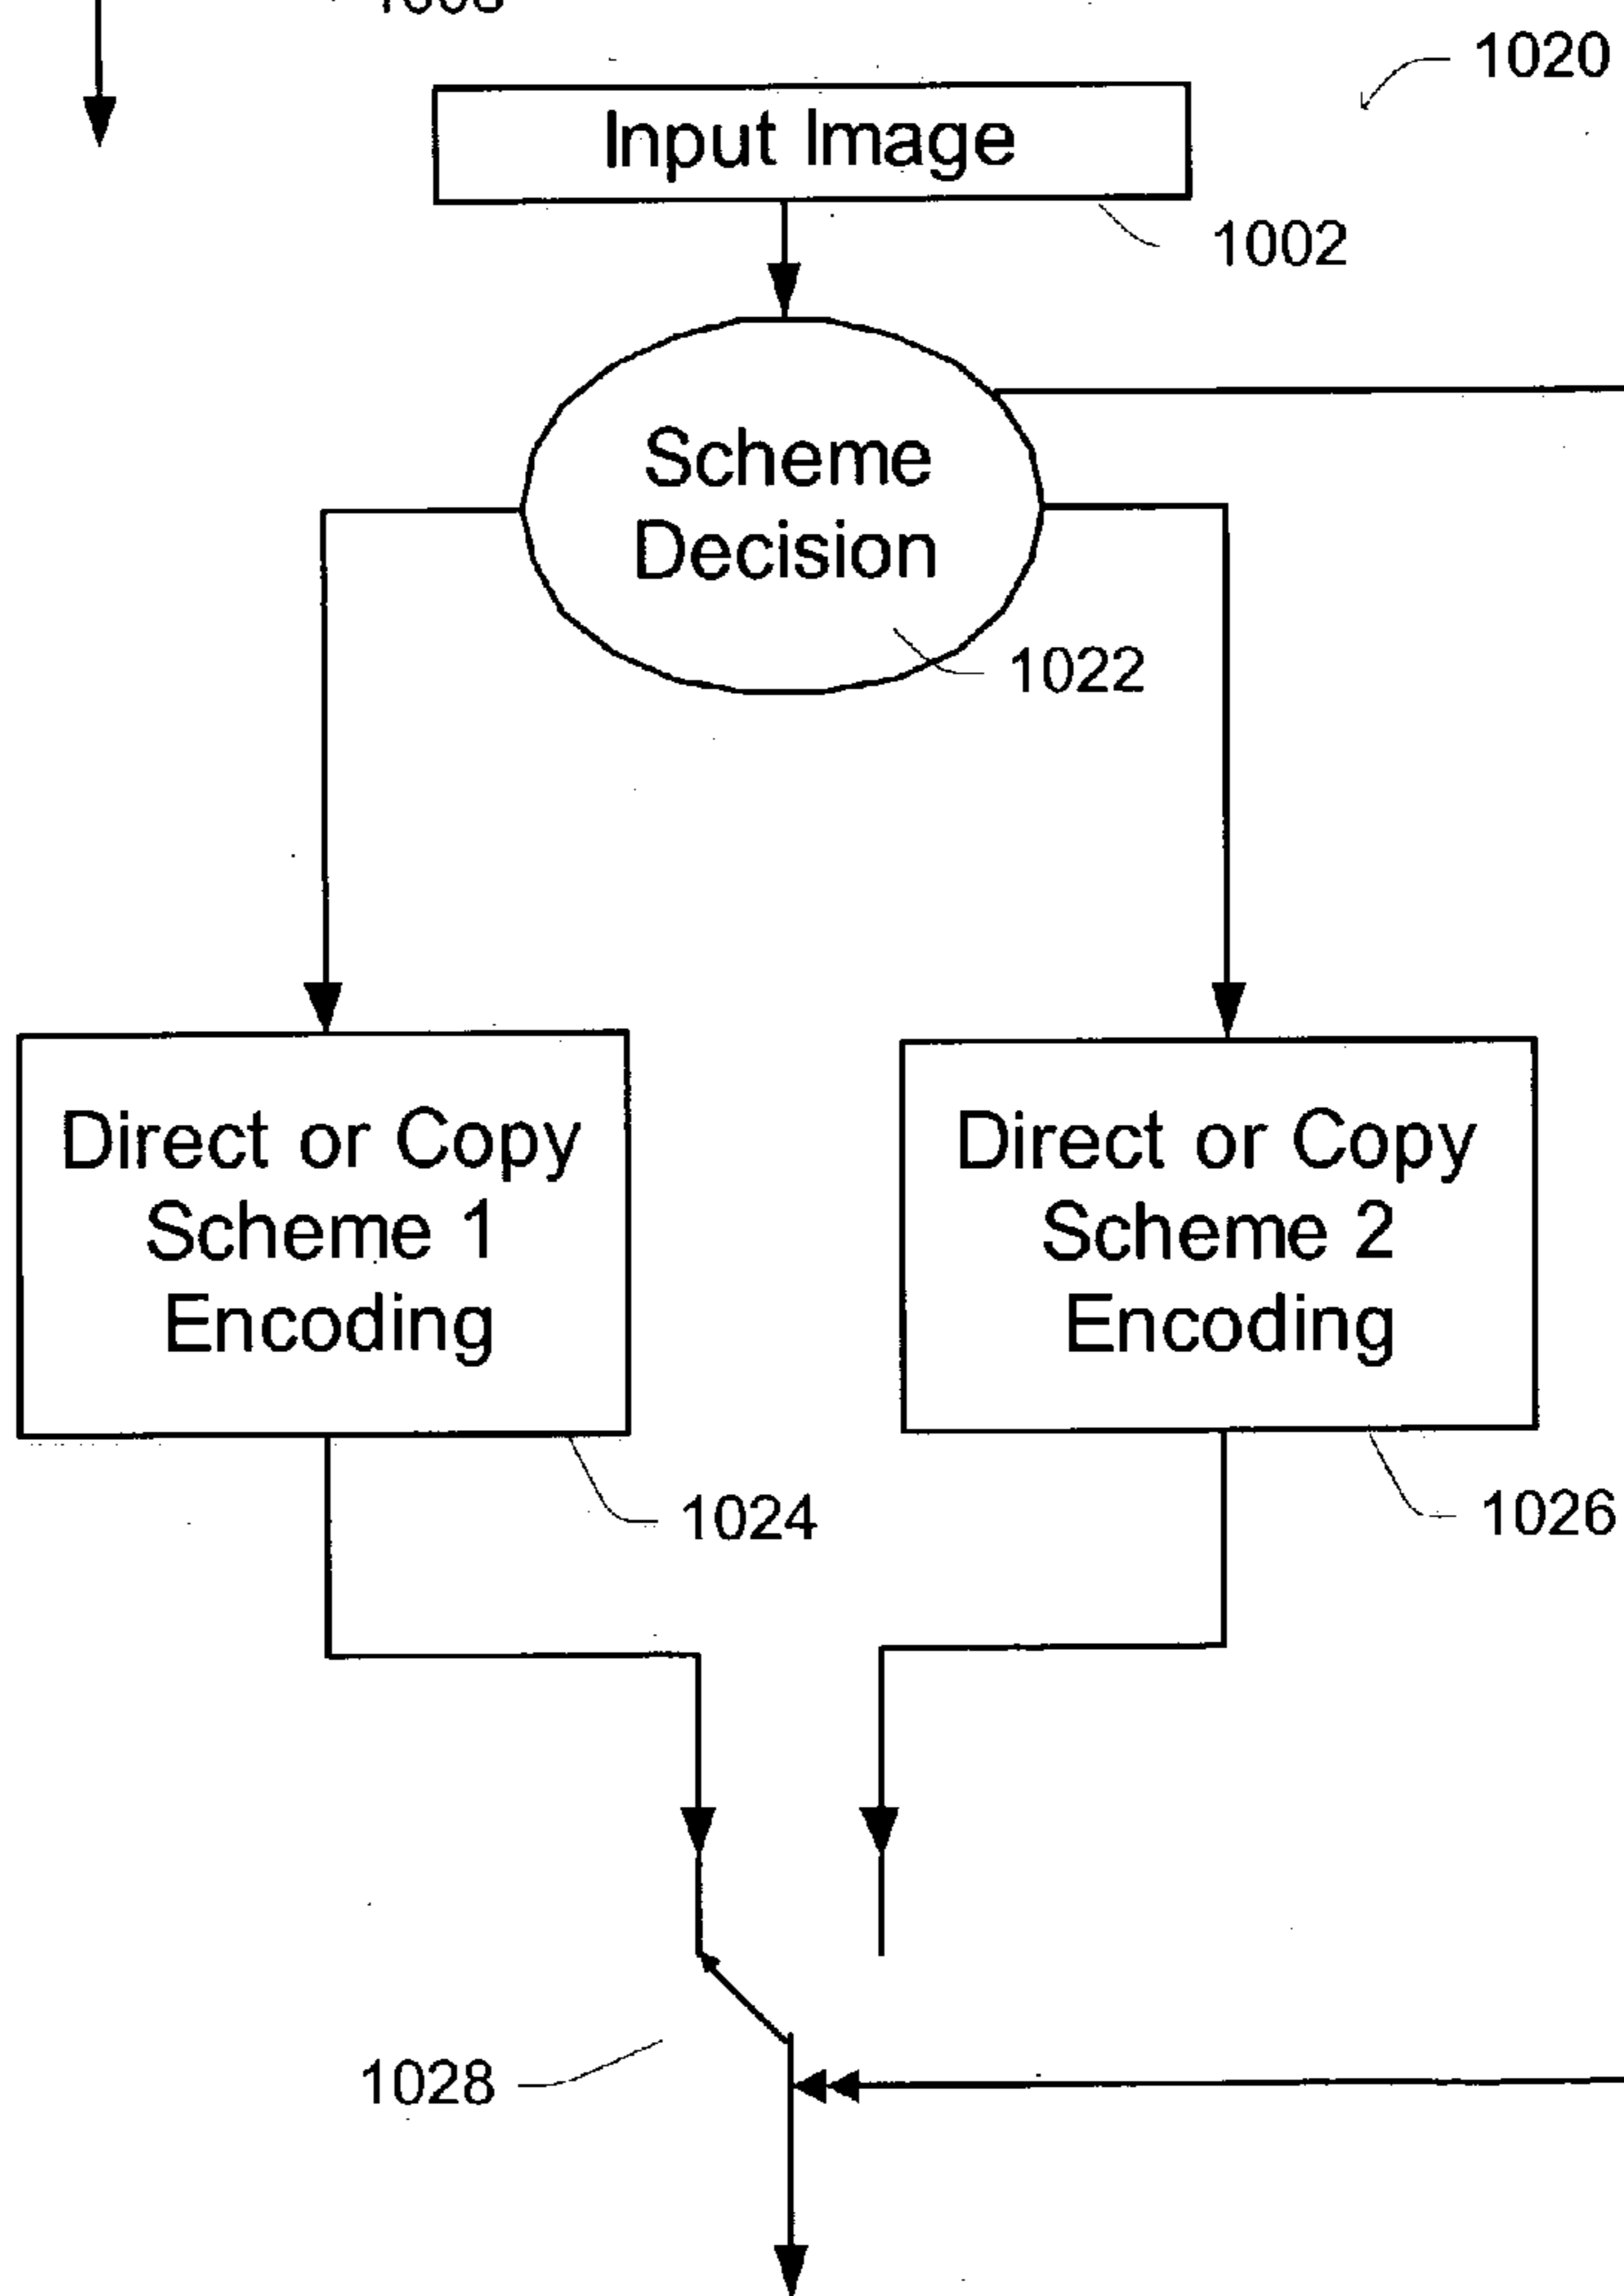 1020
Input Image
1002
Scheme
Decision
1022
Direct or Copy
Scheme 1
Encoding
Direct or Copy
Scheme 2
Encoding
1024
1026
1028